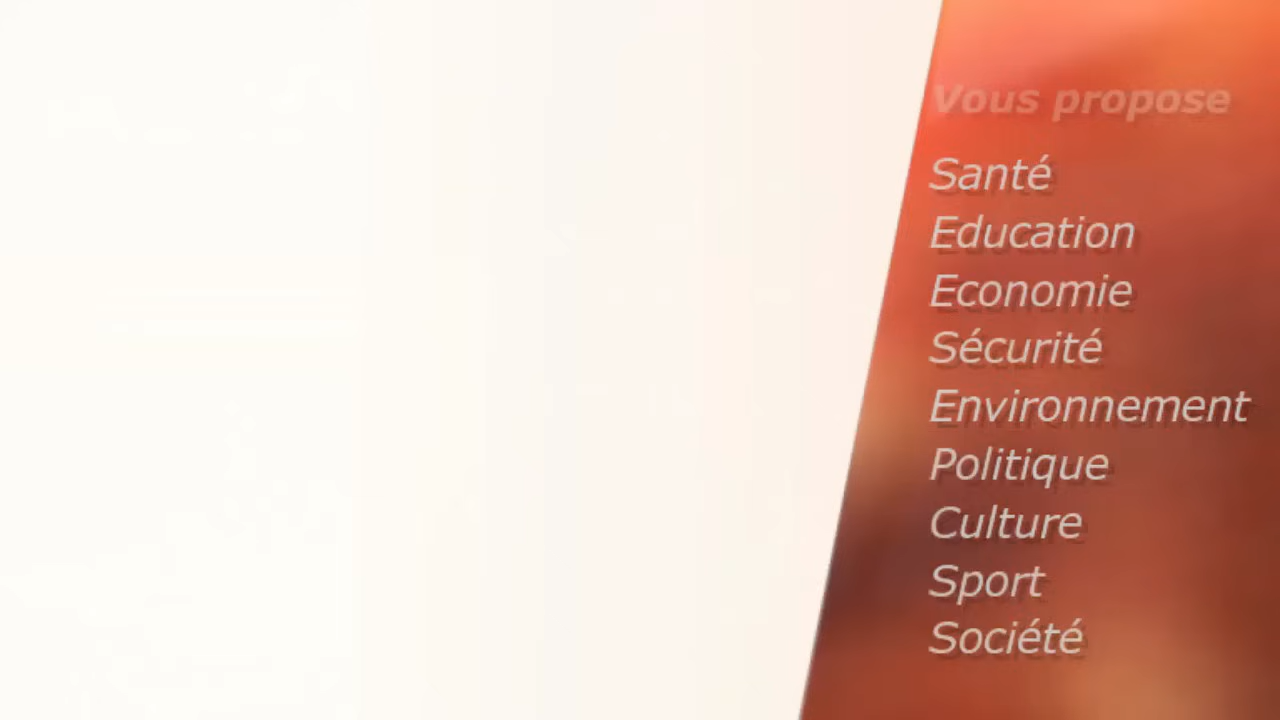 Vous propose
Santé
Education
Economie
Sécurité
Environnement
Politique
Culture
Sport
Société